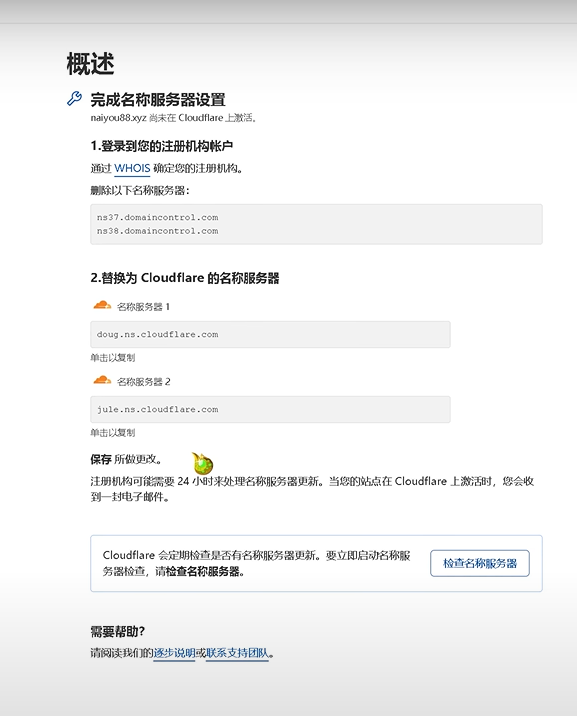 概述
完成名称服务器设置
naiyou88.xyz 尚未在 Cloudflare 上激活。
1.登录到您的注册机构帐户
通过 WHOIS 确定您的注册机构。
删除以下名称服务器：
ns37.domaincontrol.com
ns38.domaincontrol.com
2.替换为 Cloudflare 的名称服务器
名称服务器 1
doug.ns.cloudflare.com
单击以复制
名称服务器 2
jule.ns.cloudflare.com
单击以复制
保存 所做更改。
注册机构可能需要 24 小时来处理名称服务器更新。当您的站点在 Cloudflare 上激活时，您会收
到一封电子邮件。
Cloudflare 会定期检查是否有名称服务器更新。要立即启动名称服
务器检查，请检查名称服务器。
检查名称服务器
需要帮助？
请阅读我们的逐步说明或联系支持团队。